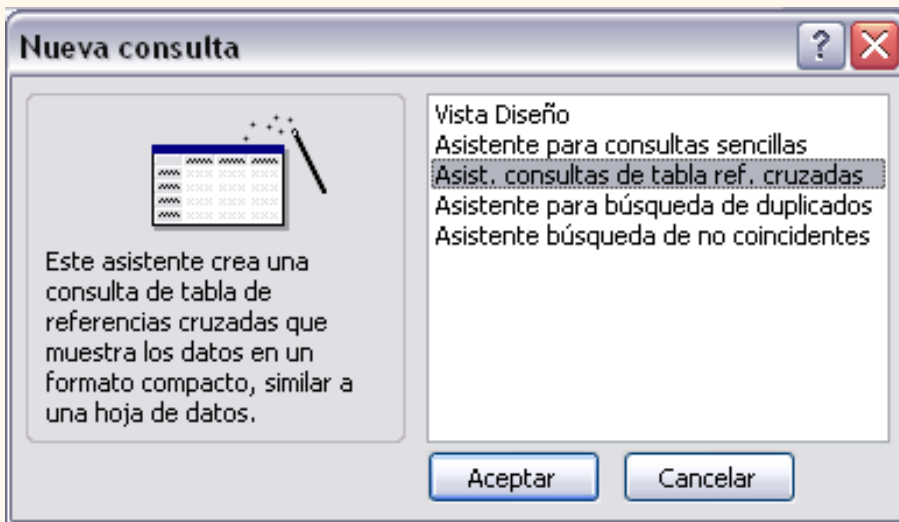 Nueva consulta
Este asistente crea una
consulta de tabla de
referencias cruzadas que
muestra los datos en un
formato compacto, similar a
una hoja de datos.
Vista Diseño
Asistente para consultas sencillas
Asist. consultas de tabla ref. cruzadas
Asistente para búsqueda de duplicados
Asistente búsqueda de no coincidentes
Aceptar
Cancelar